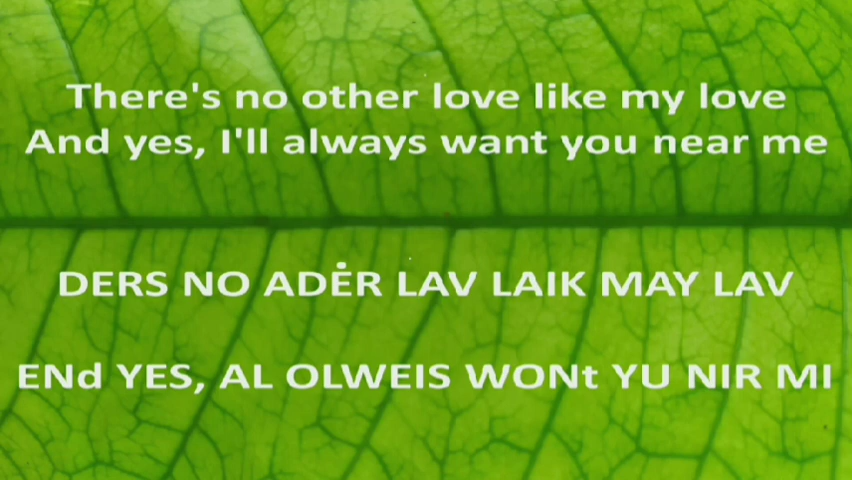 There's no other love like my love
And yes, I'll always want you near me
DERS NO ADĖR LAV LAIK MAY LAV
ENd YES, AL OLWEIS WONt YU NIR MI